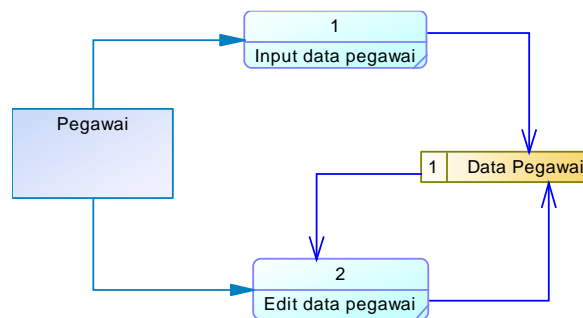 1
Input data pegawai
Pegawai
1 Data Pegawai
2
Edit data pegawai